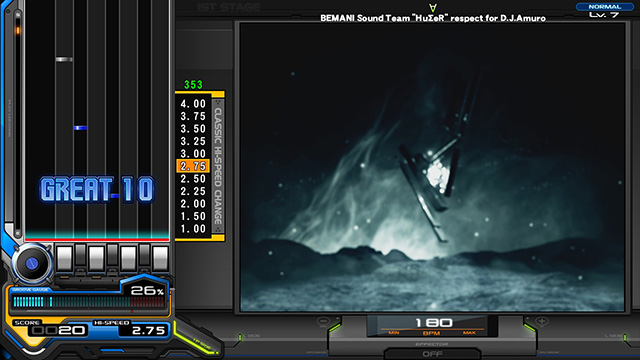 1ST STAGE
BEMANI Sound Team "HuΣeR" respect for D.J.Amuro
NORMAL
Lv. 7
353
4.00
3.75
3.50
3.25
3.00
2.75
2.50
2.25
2.00
1.50
1.00
CLASSIC HI-SPEED CHANGE
GREAT 10
GROOVE GAUGE
26%
SCORE
0020
HI-SPEED
2.75
180
MIN
BPM
MAX
EFFECTOR
OFF